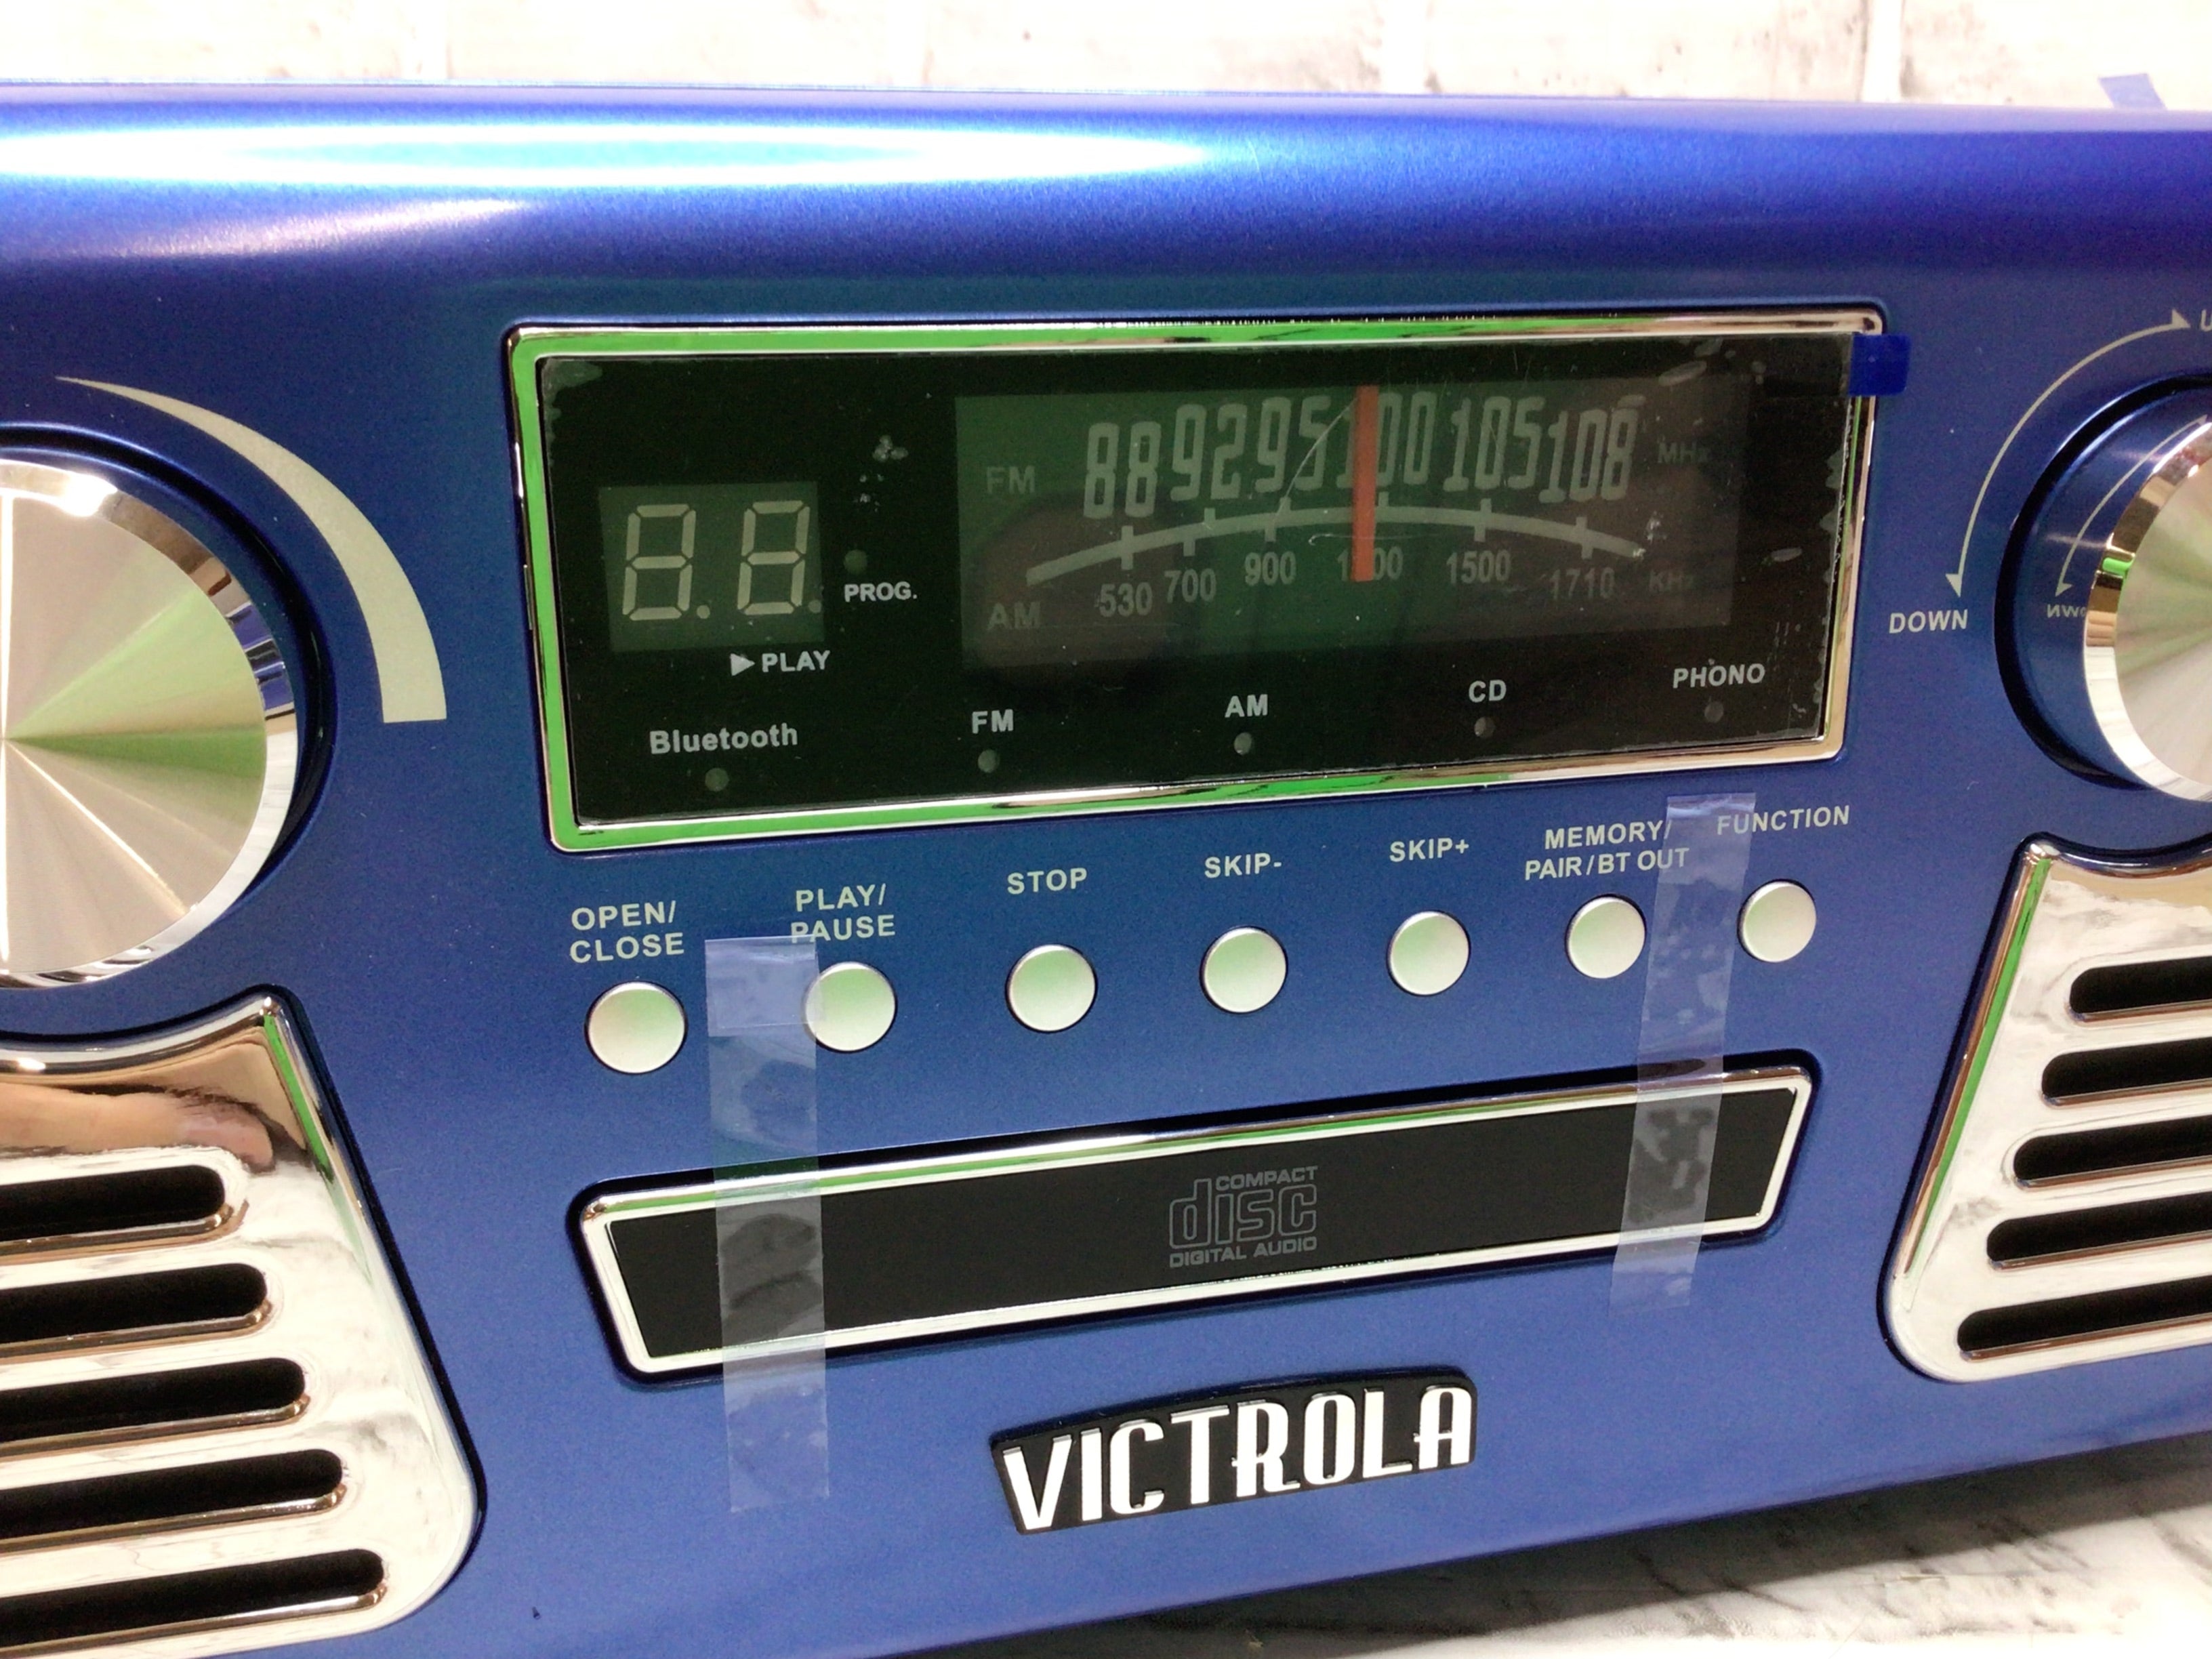 FM 88 92 95 100 105 108 MHz
530 700 900 1500 1710 KHz
AM
PROG.
▶PLAY
Bluetooth FM AM CD PHONO
DOWN
OPEN/
CLOSE
PLAY/
PAUSE
STOP
SKIP-
SKIP+
MEMORY/
PAIR/BT OUT
FUNCTION
COMPACT
disc
DIGITAL AUDIO
VICTROLA